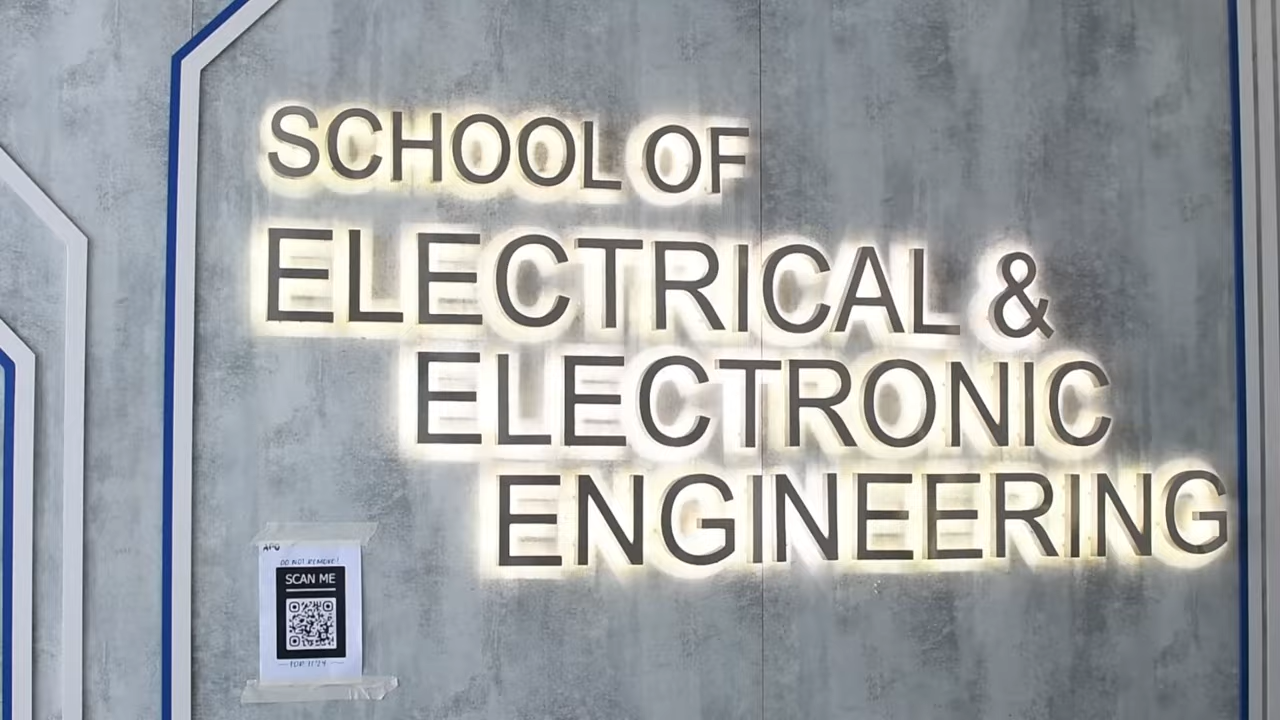 SCHOOL OF
ELECTRICAL &
ELECTRONIC
ENGINEERING
DO NOT REMOVE!
SCAN ME